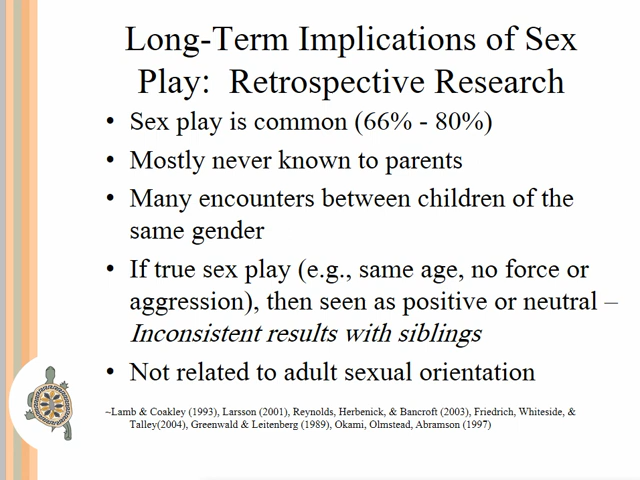 Long-Term Implications of Sex
Play: Retrospective Research
• Sex play is common (66% - 80%)
• Mostly never known to parents
• Many encounters between children of the
same gender
• If true sex play (e.g., same age, no force or
aggression), then seen as positive or neutral –
Inconsistent results with siblings
• Not related to adult sexual orientation
~Lamb & Coakley (1993), Larsson (2001), Reynolds, Herbenick, & Bancroft (2003), Friedrich, Whiteside, &
Talley(2004), Greenwald & Leitenberg (1989), Okami, Olmstead, Abramson (1997)